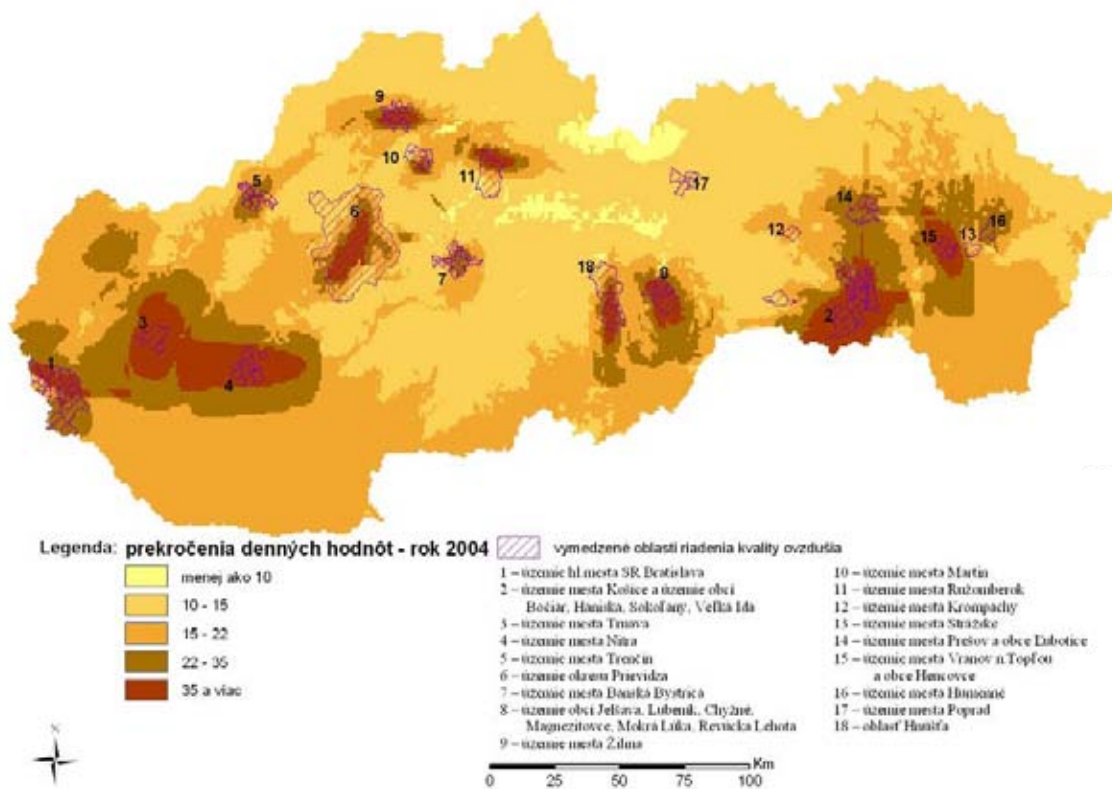 9
10
11
5
17
6
14
12
16
15
13
7
18
8
3
2
1
4
Legenda: prekročenia denných hodnôt - rok 2004
menej ako 10
10 - 15
15 - 22
22 - 35
35 a viac
vymedzené oblasti riadenia kvality ovzdušia
1 – územie hl.mesta SR Bratislava
2 – územie mesta Košice a územie obcí
Bočiar, Haniska, Sokoľany, Veľká Ida
3 – územie mesta Trnava
4 – územie mesta Nitra
5 – územie mesta Trenčín
6 – územie okresu Prievidza
7 – územie mesta Banská Bystrica
8 – územie obcí Jelšava, Lubeník, Chyžné,
Magnezitovce, Mokrá Lúka, Revúcka Lehota
9 – územie mesta Žilina
10 – územie mesta Martin
11 – územie mesta Ružomberok
12 – územie mesta Krompachy
13 – územie mesta Strážske
14 – územie mesta Prešov a obce Ľubotice
15 – územie mesta Vranov n.Topľou
a obce Hencovce
16 – územie mesta Humenné
17 – územie mesta Poprad
18 – oblasť Hnúšťa
N
Km
0 25 50 75 100